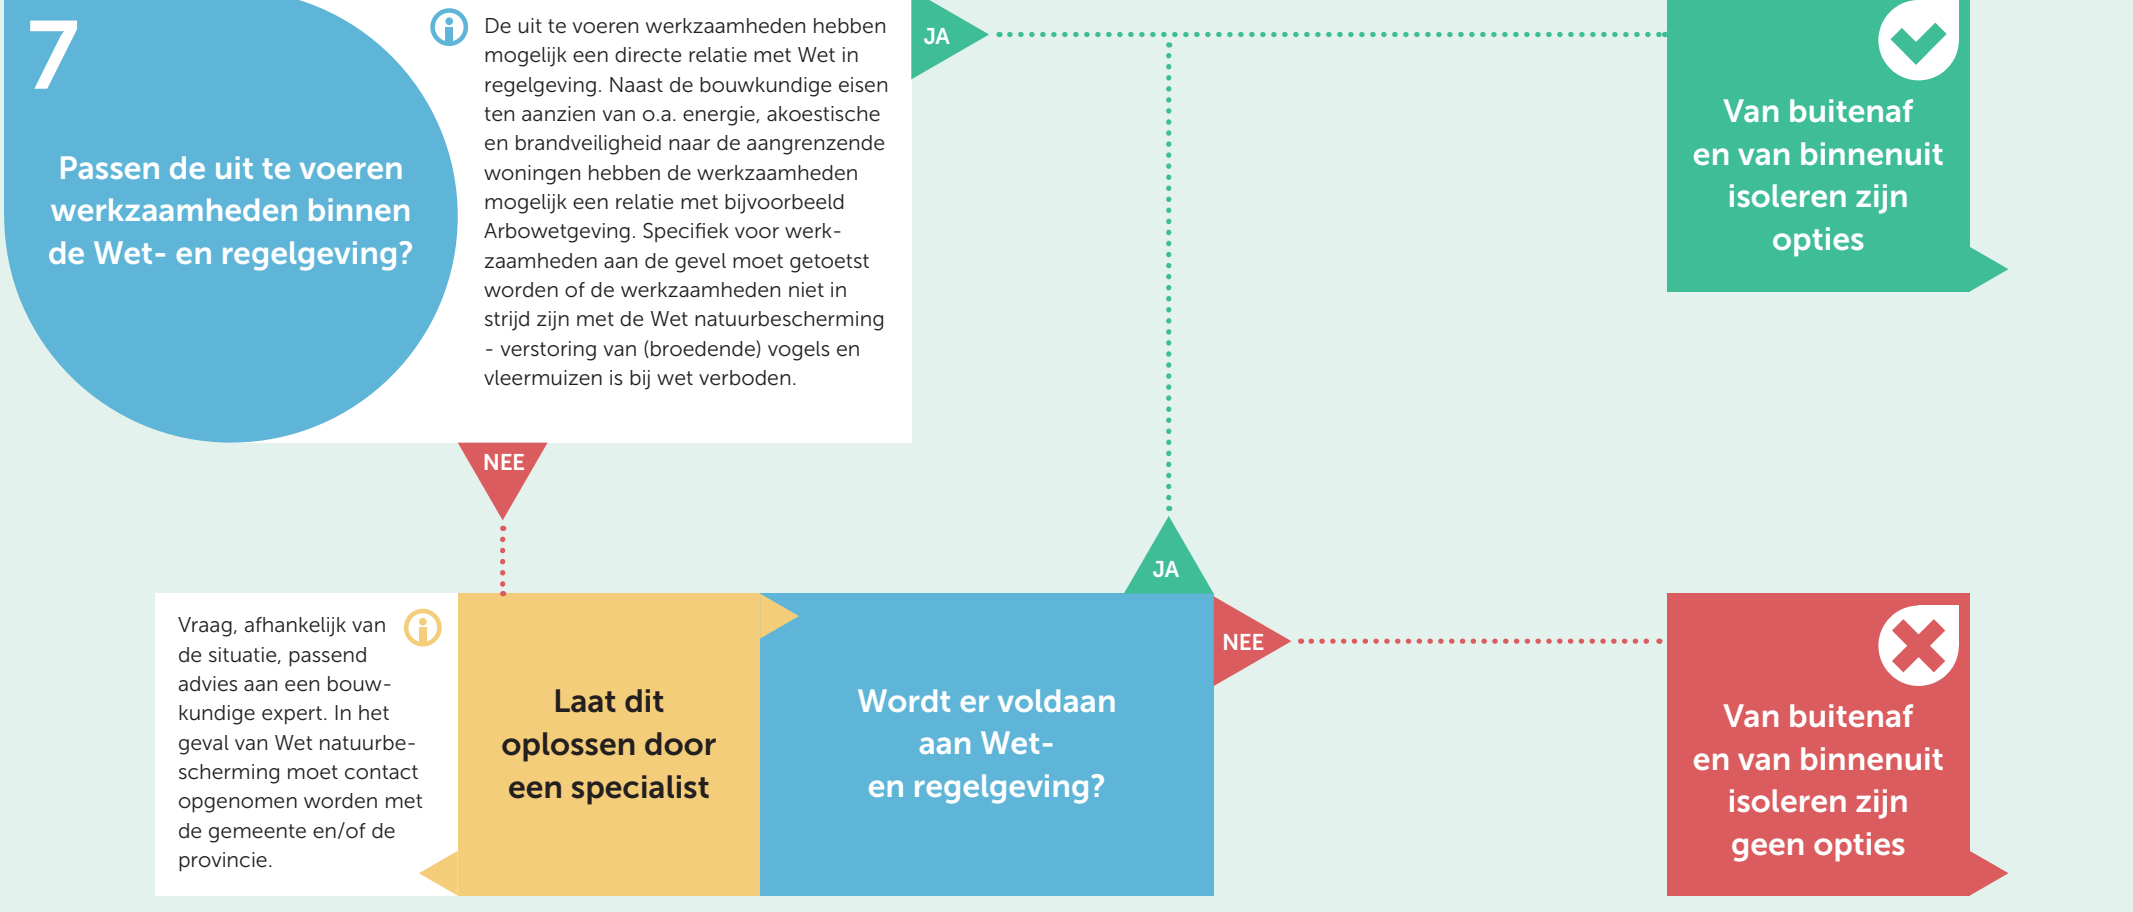 7
Passen de uit te voeren
werkzaamheden binnen
de Wet- en regelgeving?
De uit te voeren werkzaamheden hebben
mogelijk een directe relatie met Wet in
regelgeving. Naast de bouwkundige eisen
ten aanzien van o.a. energie, akoestische
en brandveiligheid naar de aangrenzende
woningen hebben de werkzaamheden
mogelijk een relatie met bijvoorbeeld
Arbowetgeving. Specifiek voor werk-
zaamheden aan de gevel moet getoetst
worden of de werkzaamheden niet in
strijd zijn met de Wet natuurbescherming
- verstoring van (broedende) vogels en
vleermuizen is bij wet verboden.
JA
Van buitenaf
en van binnenuit
isoleren zijn
opties
NEE
Vraag, afhankelijk van
de situatie, passend
advies aan een bouw-
kundige expert. In het
geval van Wet natuurbe-
scherming moet contact
opgenomen worden met
de gemeente en/of de
provincie.
Laat dit
oplossen door
een specialist
Wordt er voldaan
aan Wet-
en regelgeving?
JA
NEE
Van buitenaf
en van binnenuit
isoleren zijn
geen opties